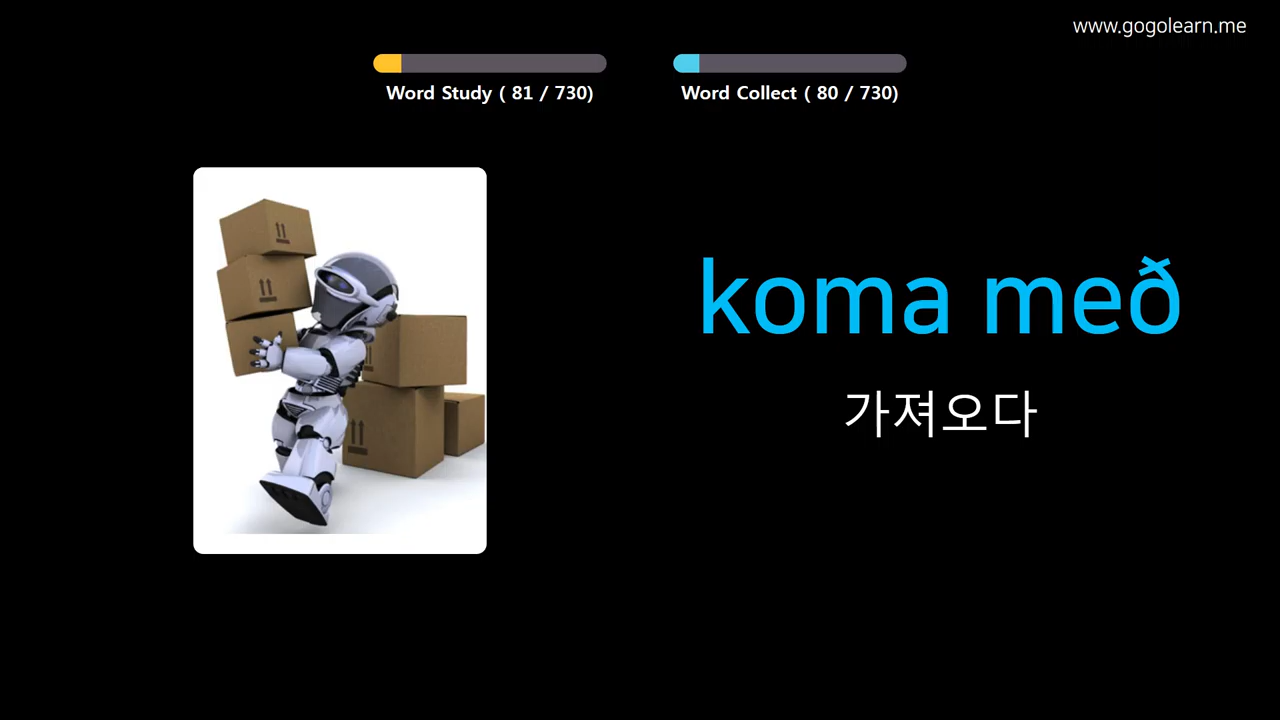 www.gogolearn.me
Word Study ( 81 / 730)
Word Collect ( 80 / 730)
koma með
가져오다